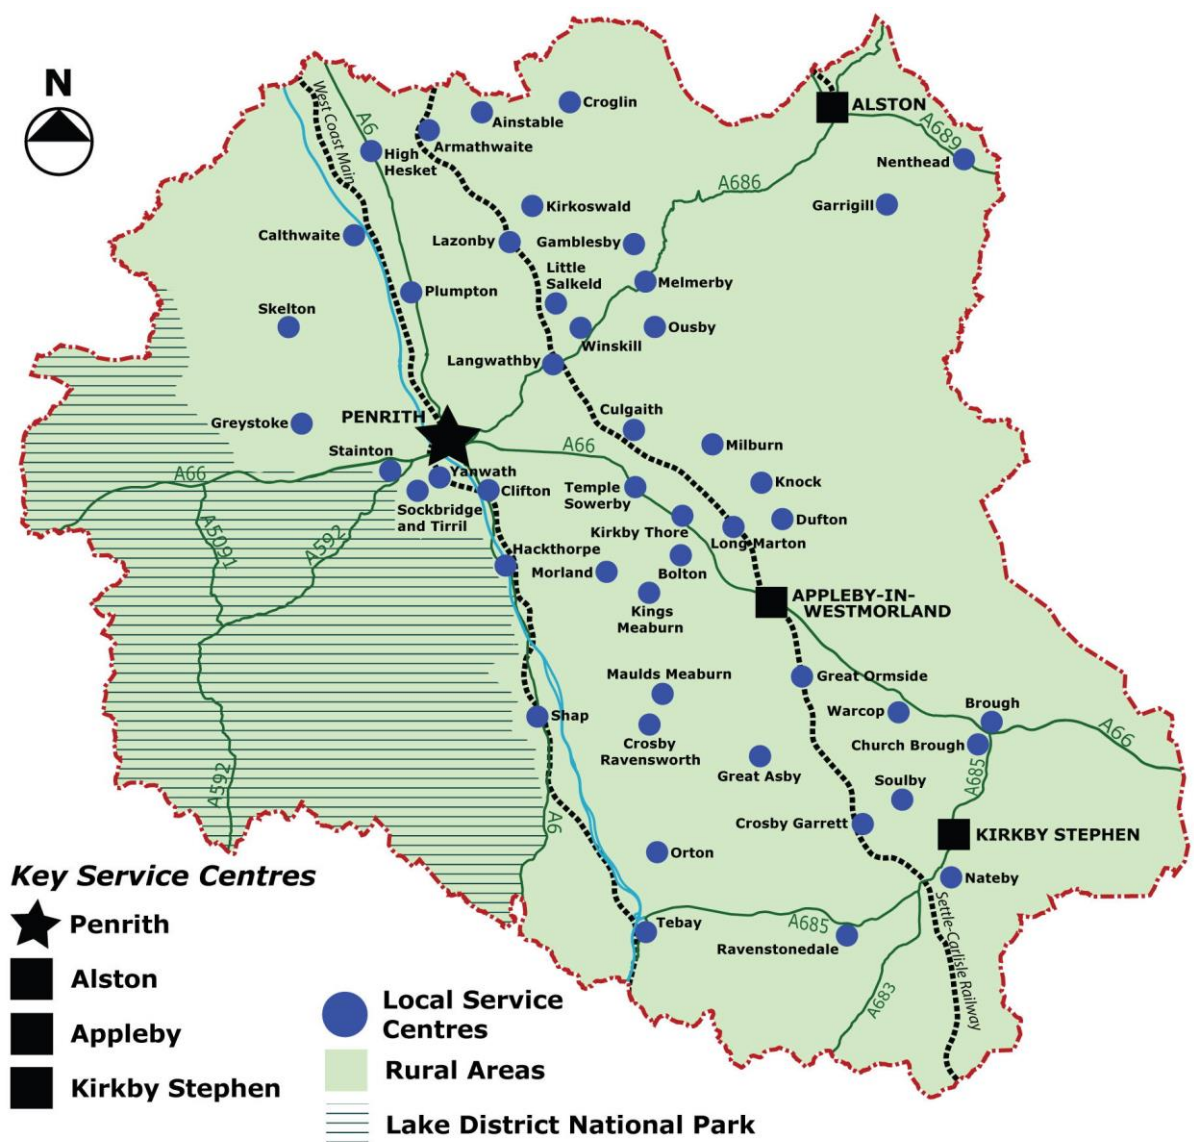 N
West Coast Main
A6
Croglin
Ainstable
Armathwaite
High
Hesket
ALSTON
A689
Nenthead
A686
Garrigill
Kirkoswald
Calthwaite
Lazonby
Gamblesby
Little
Salkeld
Melmerby
Plumpton
Skelton
Ousby
Winskill
Langwathby
Culgaith
PENRITH
Greystoke
Milburn
A66
Stainton
A66
Yanwath
Clifton
Temple
Sowerby
Knock
Sockbridge
and Tirril
Dufton
Kirkby Thore
Long Marton
A5091
A592
Hackthorpe
Morland
Bolton
APPLEBY-IN-
WESTMORLAND
Kings
Meaburn
Maulds Meaburn
Great Ormside
Warcop
Brough
Shap
Crosby
Ravensworth
Church Brough
A66
Great Asby
A685
Soulby
A592
A6
Crosby Garrett
KIRKBY STEPHEN
Orton
Nateby
Tebay
A685
Ravenstonedale
Settle-Carlisle Railway
A683
Key Service Centres
Penrith
Alston
Appleby
Kirkby Stephen
Local Service
Centres
Rural Areas
Lake District National Park